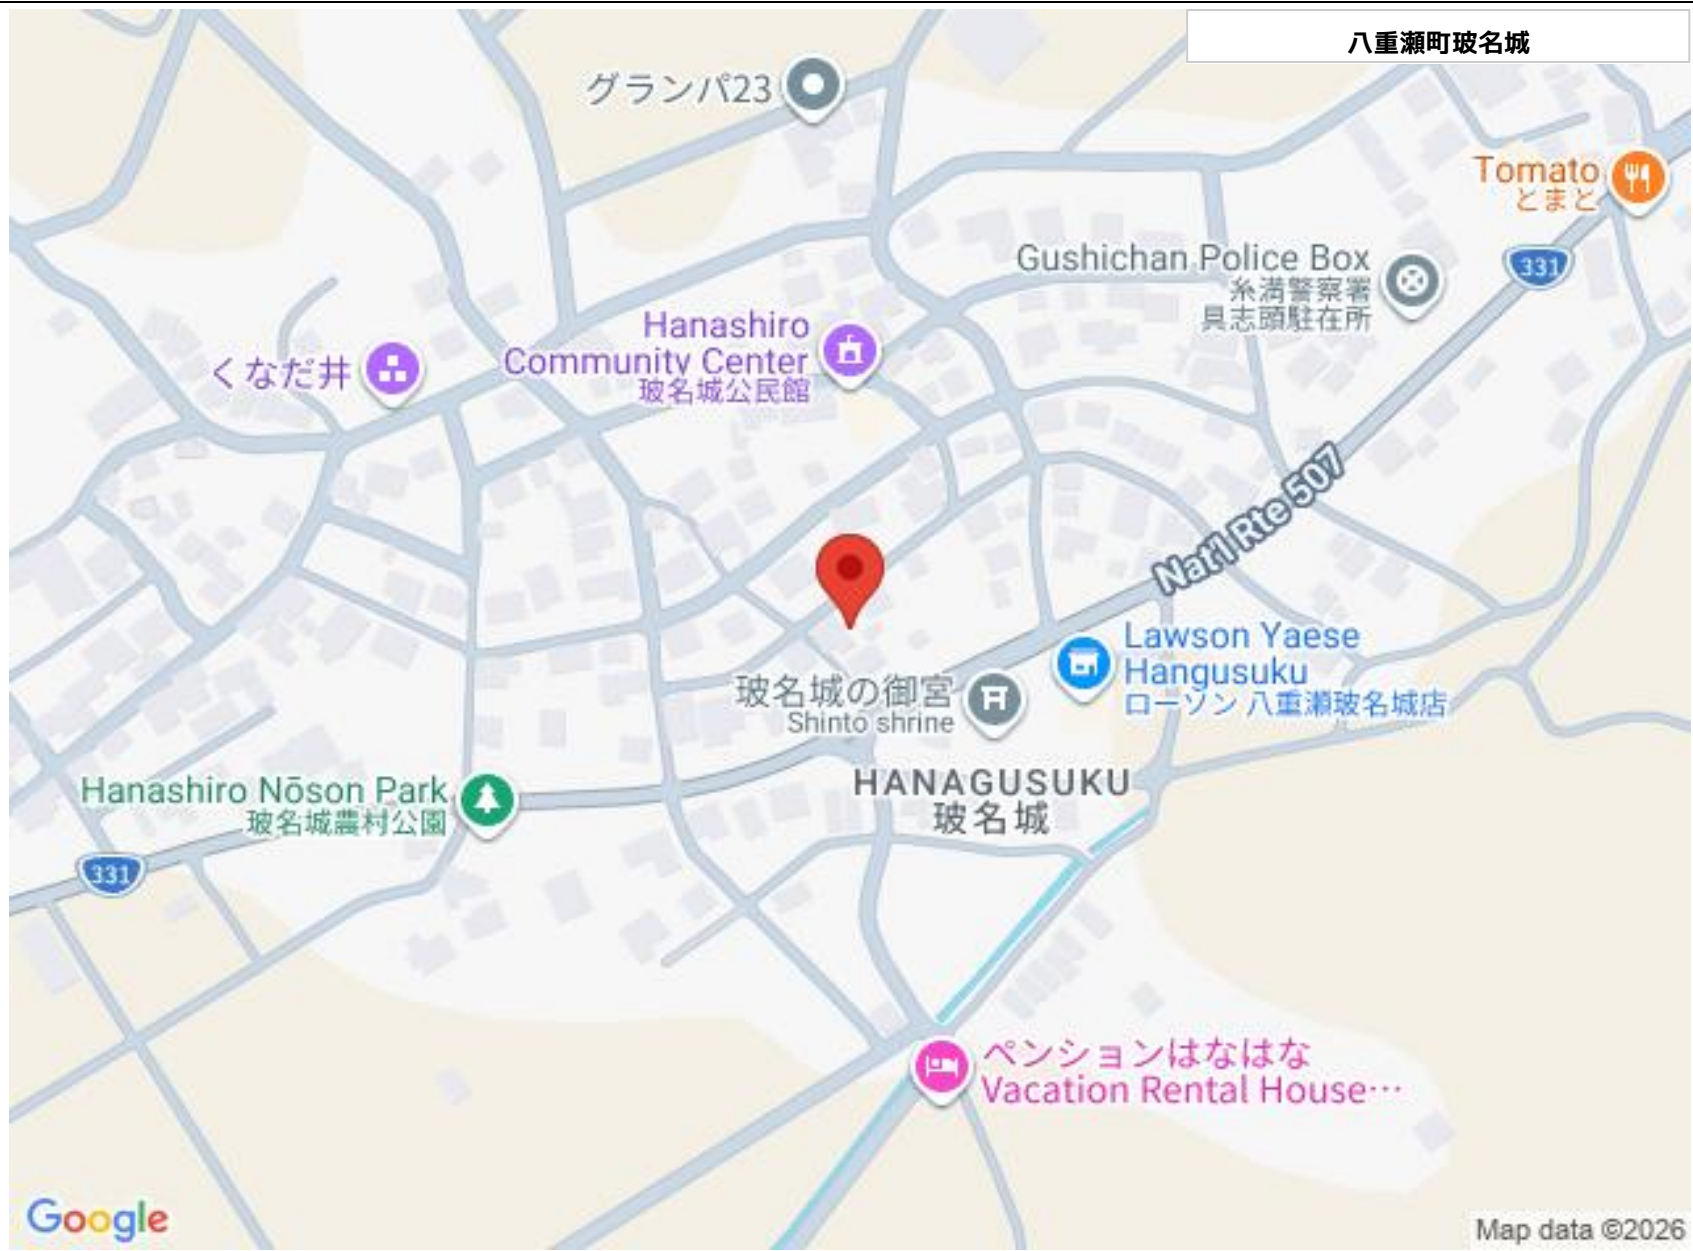 八重瀬町玻名城
グランパ23
Tomato
とまと
Gushichan Police Box
糸満警察署
具志頭駐在所
331
Hanashiro
Community Center
玻名城公民館
くなだ井
Nat'l Rte 507
Lawson Yaese
Hangusuku
ローソン 八重瀬玻名城店
玻名城の御宮
Shinto shrine
HANAGUSUKU
玻名城
Hanashiro Nōson Park
玻名城農村公園
331
ペンションはなはな
Vacation Rental House…
Google
Map data ©2026